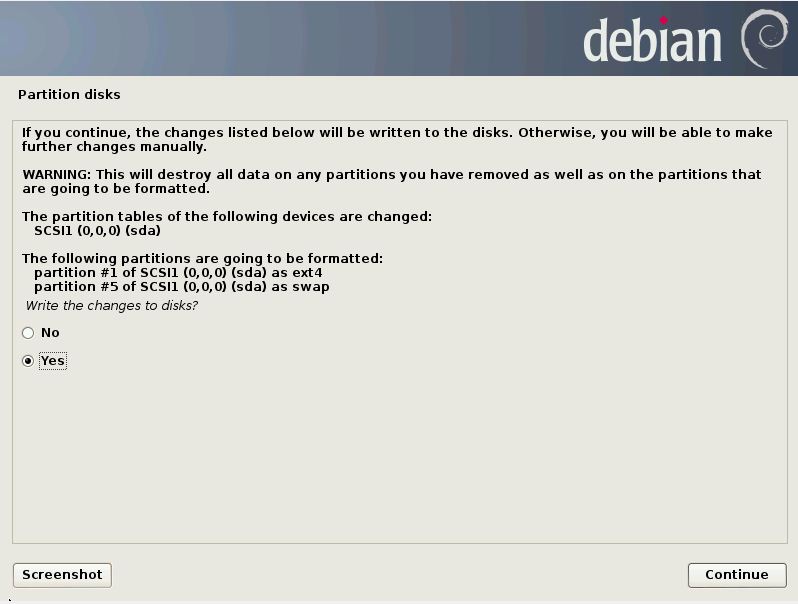 debian
Partition disks
If you continue, the changes listed below will be written to the disks. Otherwise, you will be able to make
further changes manually.
WARNING: This will destroy all data on any partitions you have removed as well as on the partitions that
are going to be formatted.
The partition tables of the following devices are changed:
SCSI1 (0,0,0) (sda)
The following partitions are going to be formatted:
partition #1 of SCSI1 (0,0,0) (sda) as ext4
partition #5 of SCSI1 (0,0,0) (sda) as swap
Write the changes to disks?
No
Yes
Screenshot
Continue